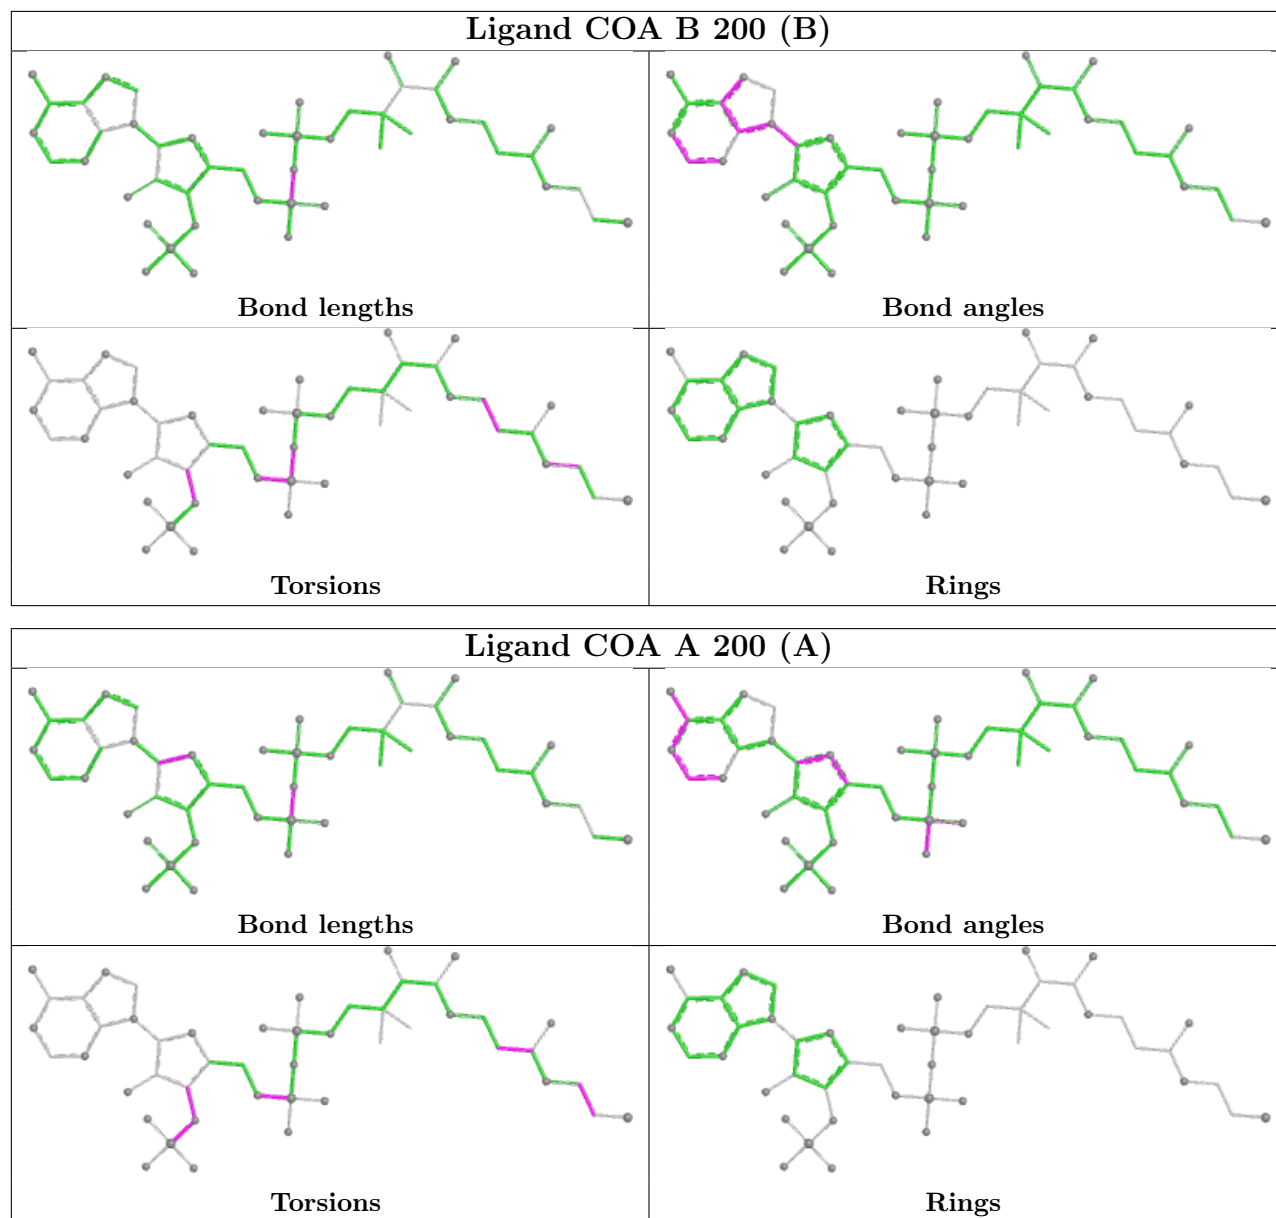 Ligand COA B 200 (B)
Bond lengths
Bond angles
Torsions
Rings
Ligand COA A 200 (A)
Bond lengths
Bond angles
Torsions
Rings